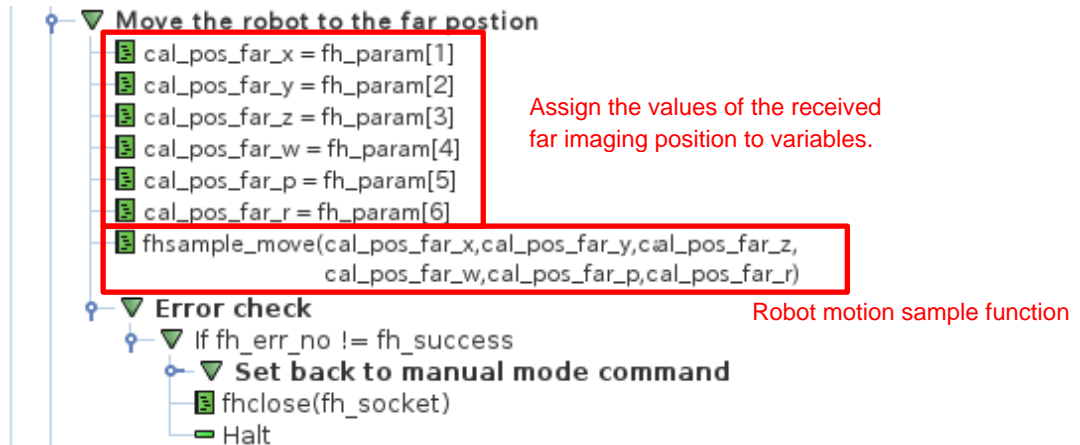 Move the robot to the far postion
cal_pos_far_x = fh_param[1]
cal_pos_far_y = fh_param[2]
cal_pos_far_z = fh_param[3]
cal_pos_far_w = fh_param[4]
cal_pos_far_p = fh_param[5]
cal_pos_far_r = fh_param[6]
Assign the values of the received
far imaging position to variables.
fhsample_move(cal_pos_far_x,cal_pos_far_y,cal_pos_far_z,
cal_pos_far_w,cal_pos_far_p,cal_pos_far_r)
Robot motion sample function
Error check
If fh_err_no != fh_success
Set back to manual mode command
fhclose(fh_socket)
Halt